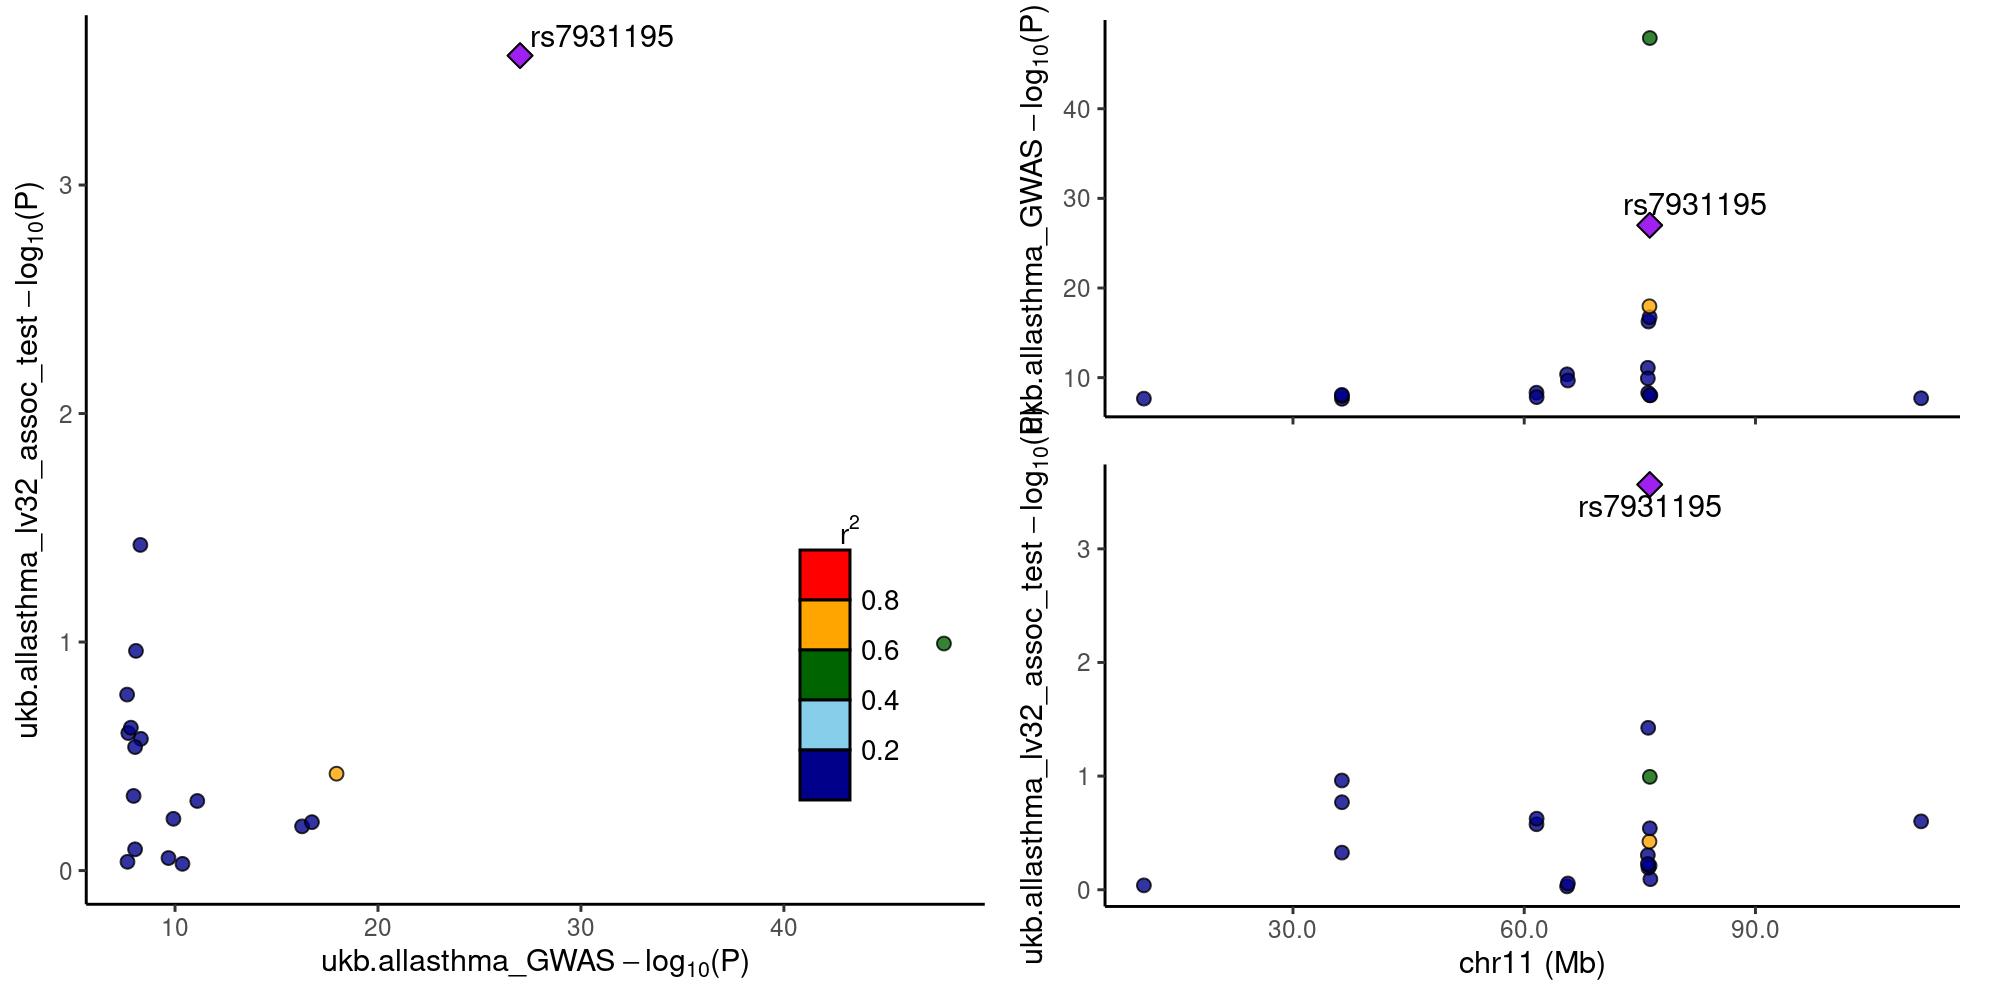 rs7931195
3
2
1
0
ukb.allasthma_lv32_assoc_test −log10(P)
r2
0.8
0.6
0.4
0.2
10 20 30 40
ukb.allasthma_GWAS −log10(P)
ukb.allasthma_GWAS −log10(P)
40
30
20
10
rs7931195
ukb.allasthma_lv32_assoc_test −log10(P)
rs7931195
3
2
1
0
30.0 60.0 90.0
chr11 (Mb)